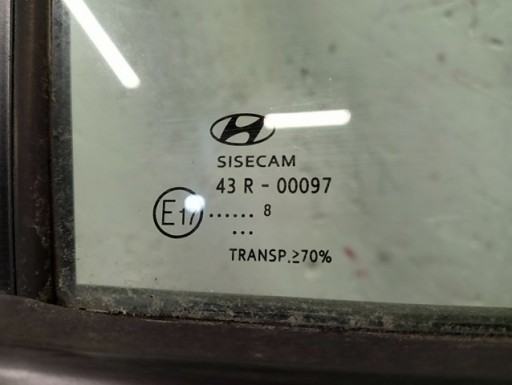 SISECAM
43 R - 00097
E17 ...... 8
...
TRANSP.≥70%